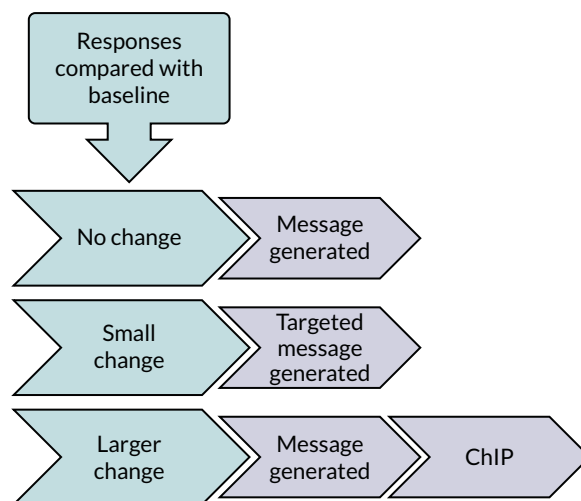 Responses
compared with
baseline
No change
Message
generated
Small
change
Targeted
message
generated
Larger
change
Message
generated
ChIP